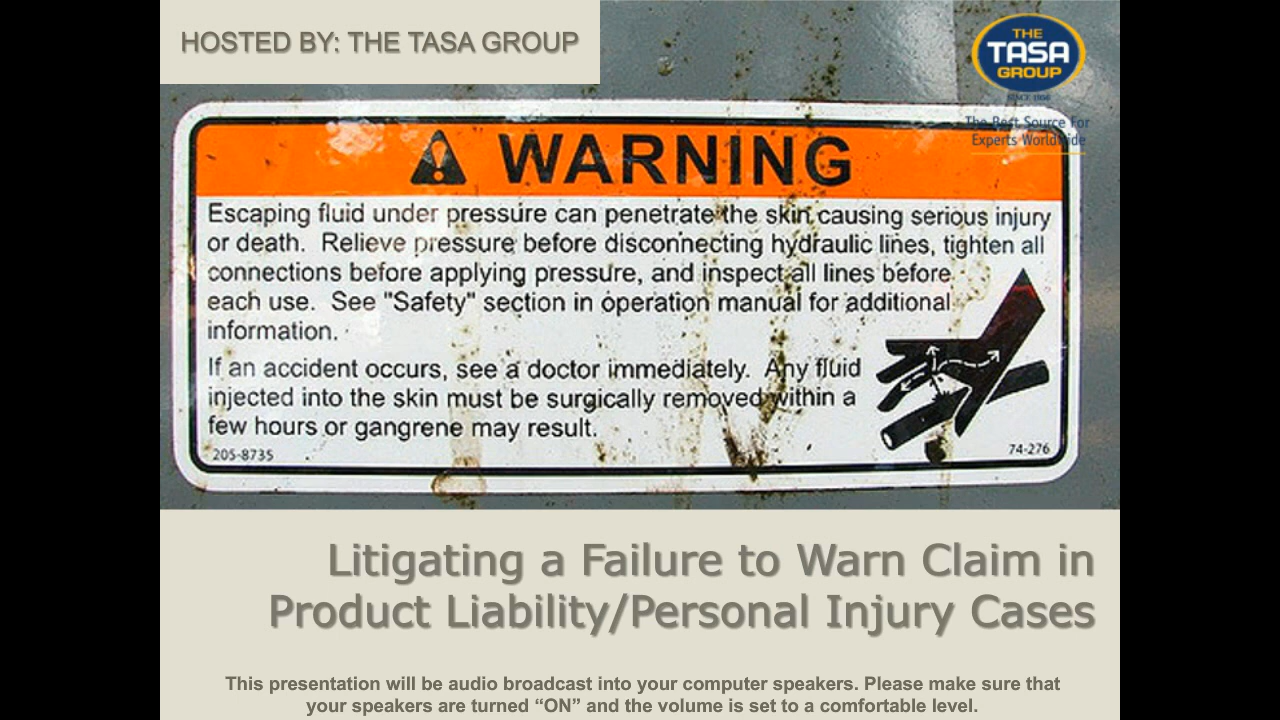 HOSTED BY: THE TASA GROUP
THE
TASA
GROUP
The Best Source For
Experts Worldwide
WARNING
Escaping fluid under pressure can penetrate the skin causing serious injury
or death. Relieve pressure before disconnecting hydraulic lines, tighten all
connections before applying pressure, and inspect all lines before
each use. See "Safety" section in operation manual for additional
information.
If an accident occurs, see a doctor immediately. Any fluid
injected into the skin must be surgically removed within a
few hours or gangrene may result.
205-8735
74-276
Litigating a Failure to Warn Claim in
Product Liability/Personal Injury Cases
This presentation will be audio broadcast into your computer speakers. Please make sure that
your speakers are turned “ON” and the volume is set to a comfortable level.